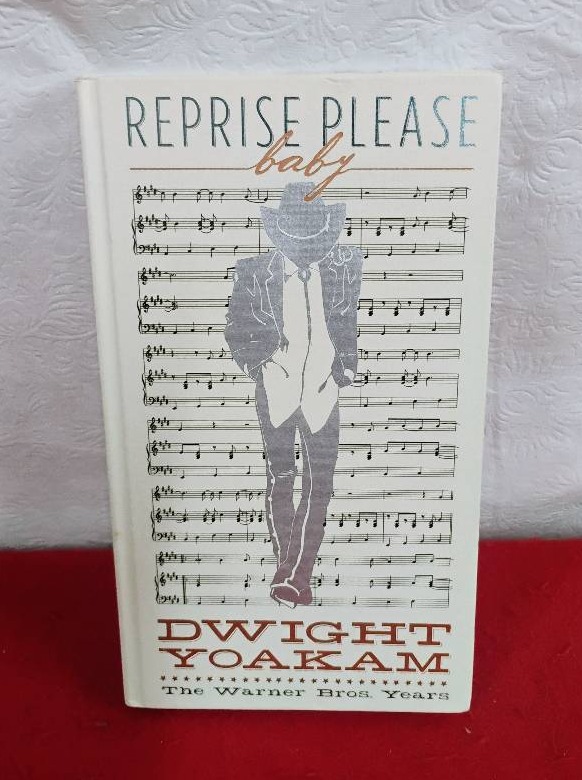 REPRISE PLEASE
baby
DWIGHT
YOAKAM
The Warner Bros. Years